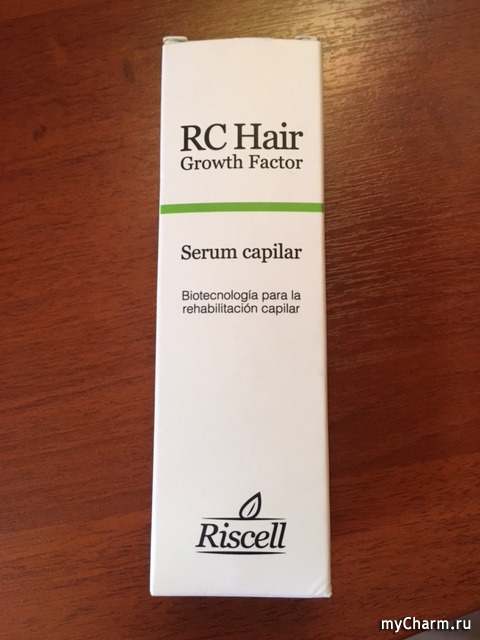 RC Hair
Growth Factor
Serum capilar
Biotecnología para la
rehabilitación capilar
Riscell
myCharm.ru